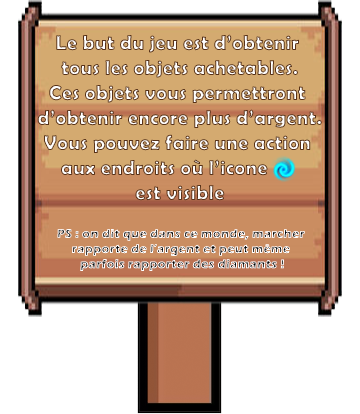 Le but du jeu est d'obtenir
tous les objets achetables.
Ces objets vous permettront
d'obtenir encore plus d'argent.
Vous pouvez faire une action
aux endroits où l'icone
est visible
PS : on dit que dans ce monde, marcher
rapporte de l'argent et peut même
parfois rapporter des diamants !